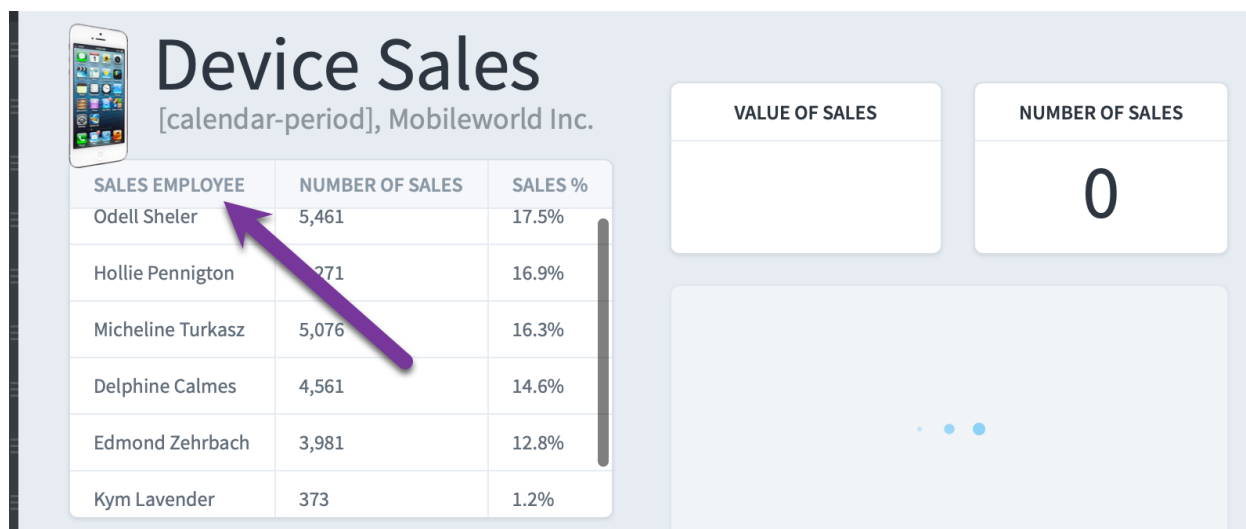 Device Sales
[calendar-period], Mobileworld Inc.
SALES EMPLOYEE NUMBER OF SALES SALES %
Odell Sheler 5,461 17.5%
Hollie Pennigton 271 16.9%
Micheline Turkasz 5,076 16.3%
Delphine Calmes 4,561 14.6%
Edmond Zehrbach 3,981 12.8%
Kym Lavender 373 1.2%
VALUE OF SALES
NUMBER OF SALES
0